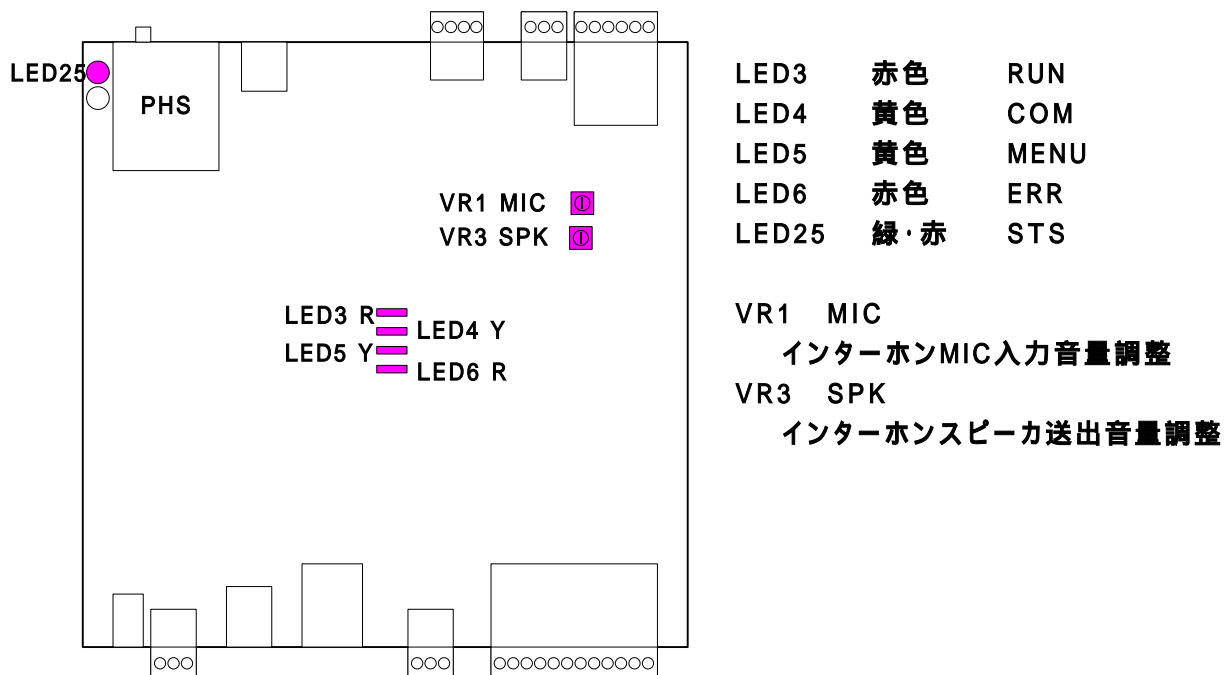 LED25
PHS
VR1 MIC
VR3 SPK
LED3 R
LED4 Y
LED5 Y
LED6 R
LED3 赤色 RUN
LED4 黄色 COM
LED5 黄色 MENU
LED6 赤色 ERR
LED25 緑・赤 STS
VR1 MIC
インターホンMIC入力音量調整
VR3 SPK
インターホンスピーカ送出音量調整